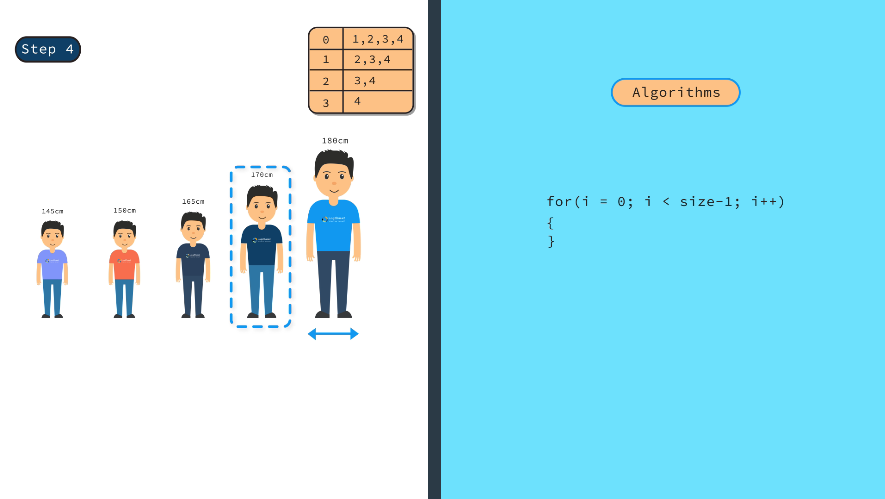 Step 4
0 1,2,3,4
1 2,3,4
2 3,4
3 4
180cm
170cm
165cm
150cm
145cm
Algorithms
for(i = 0; i < size-1; i++)
{
}